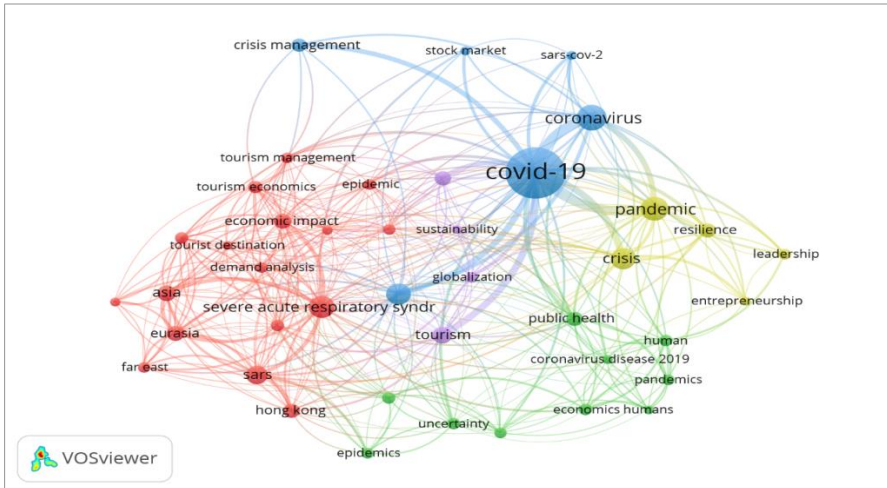 crisis management
stock market
sars-cov-2
coronavirus
covid-19
tourism management
tourism economics
epidemic
pandemic
economic impact
sustainability
resilience
tourist destination
leadership
demand analysis
crisis
globalization
asia
severe acute respiratory syndr
entrepreneurship
public health
eurasia
tourism
human
coronavirus disease 2019
far east
sars
pandemics
hong kong
economics humans
uncertainty
epidemics
VOSviewer